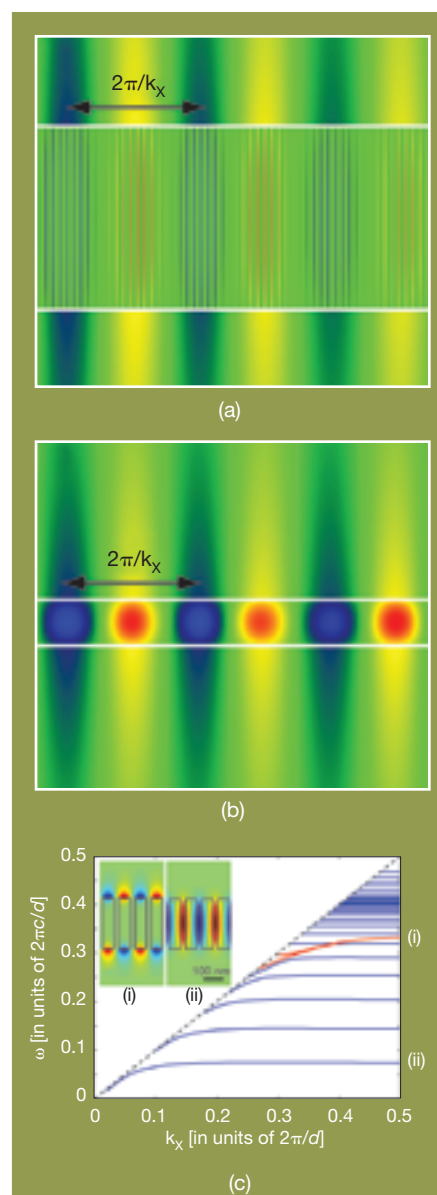 2π/kX
(a)
2π/kX
(b)
0.5
0.4
0.3
0.2
0.1
0
ω [in units of 2πc/d]
(i)
(ii)
100 nm
(i)
(ii)
0 0.1 0.2 0.3 0.4 0.5
kX [in units of 2π/d]
(c)